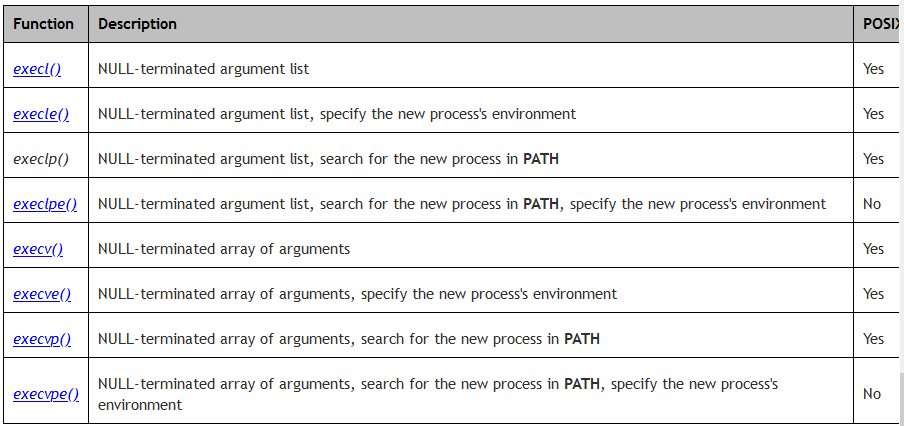 Function Description POSIX
execl() NULL-terminated argument list Yes
execle() NULL-terminated argument list, specify the new process's environment Yes
execlp() NULL-terminated argument list, search for the new process in PATH Yes
execlpe() NULL-terminated argument list, search for the new process in PATH, specify the new process's environment No
execv() NULL-terminated array of arguments Yes
execve() NULL-terminated array of arguments, specify the new process's environment Yes
execvp() NULL-terminated array of arguments, search for the new process in PATH Yes
execvpe() NULL-terminated array of arguments, search for the new process in PATH, specify the new process's No
environment